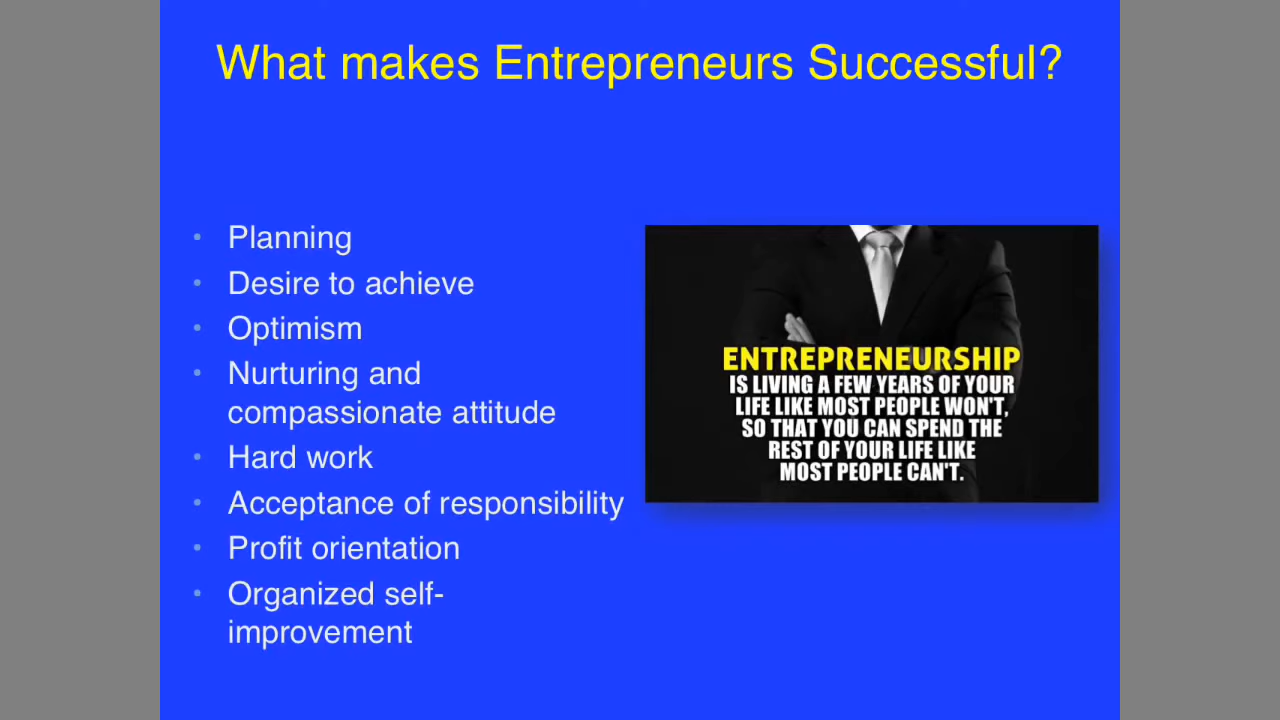 What makes Entrepreneurs Successful?
• Planning
• Desire to achieve
• Optimism
• Nurturing and
compassionate attitude
• Hard work
• Acceptance of responsibility
• Profit orientation
• Organized self-
improvement
ENTREPRENEURSHIP
IS LIVING A FEW YEARS OF YOUR
LIFE LIKE MOST PEOPLE WON'T,
SO THAT YOU CAN SPEND THE
REST OF YOUR LIFE LIKE
MOST PEOPLE CAN'T.